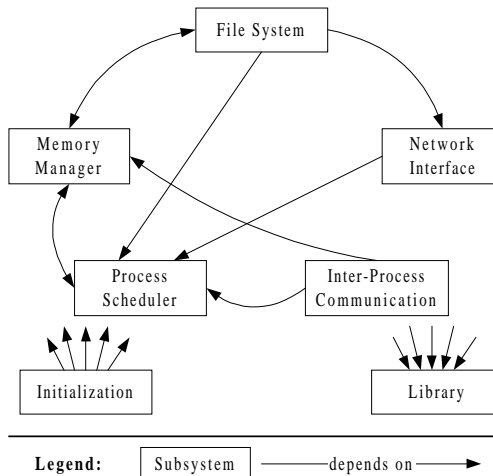 File System
Memory
Manager
Network
Interface
Process
Scheduler
Inter-Process
Communication
Initialization
Library
Legend:
Subsystem
depends on